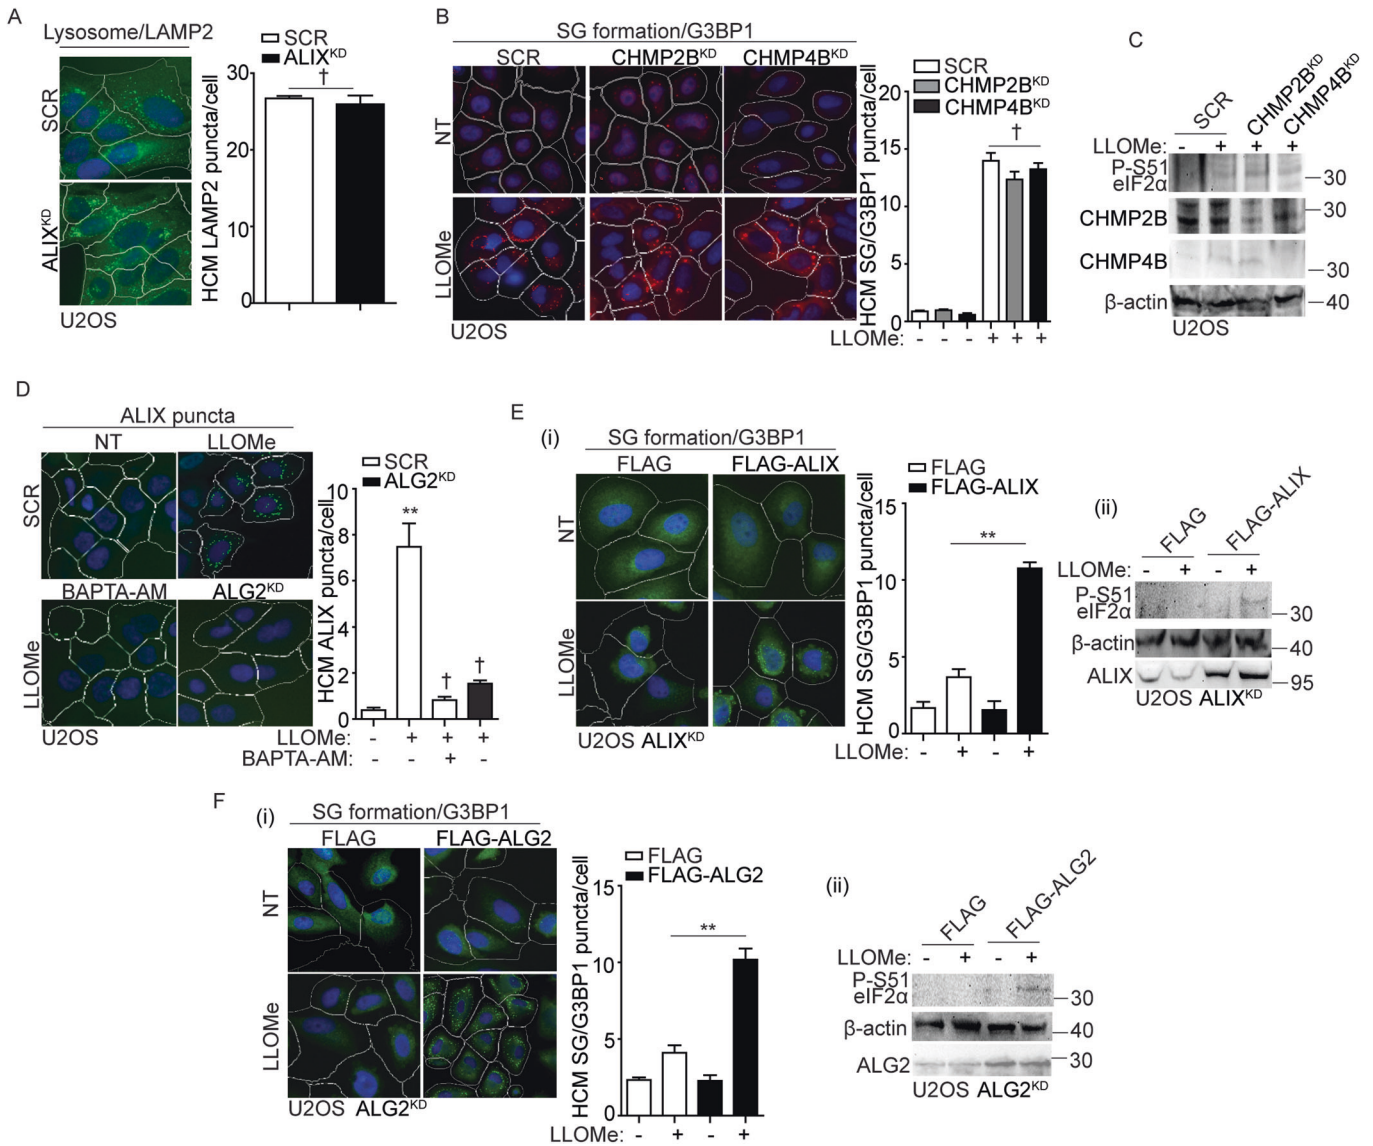 A
Lysosome/LAMP2
SCR
ALIXKD
U2OS
SCR
ALIXKD
†
HCM LAMP2 puncta/cell
30
20
10
0
B
SG formation/G3BP1
SCR CHMP2BKD CHMP4BKD
NT
LLOMe
U2OS
SCR
CHMP2BKD
CHMP4BKD
†
HCM SG/G3BP1 puncta/cell
20
15
10
5
0
LLOMe: - - - + + +
C
SCR CHMP2BKD CHMP4BKD
LLOMe: - + + +
P-S51
eIF2α
30
CHMP2B
30
CHMP4B
30
β-actin
40
U2OS
D
ALIX puncta
NT LLOMe
SCR
BAPTA-AM ALG2KD
LLOMe
U2OS
SCR
ALG2KD
HCM ALIX puncta/cell
10
8
6
4
2
0
**
†
†
LLOMe: - + + +
BAPTA-AM: - - + -
E
(i)
SG formation/G3BP1
FLAG FLAG-ALIX
NT
LLOMe
U2OS ALIXKD
FLAG
FLAG-ALIX
**
HCM SG/G3BP1 puncta/cell
15
10
5
0
LLOMe: - + - +
(ii)
FLAG FLAG-ALIX
LLOMe: - + - +
P-S51
eIF2α
30
β-actin
40
ALIX
95
U2OS ALIXKD
F
(i)
SG formation/G3BP1
FLAG FLAG-ALG2
NT
LLOMe
U2OS ALG2KD
FLAG
FLAG-ALG2
**
HCM SG/G3BP1 puncta/cell
15
10
5
0
LLOMe: - + - +
(ii)
FLAG FLAG-ALG2
LLOMe: - + - +
P-S51
eIF2α
30
β-actin
40
ALG2
30
U2OS ALG2KD